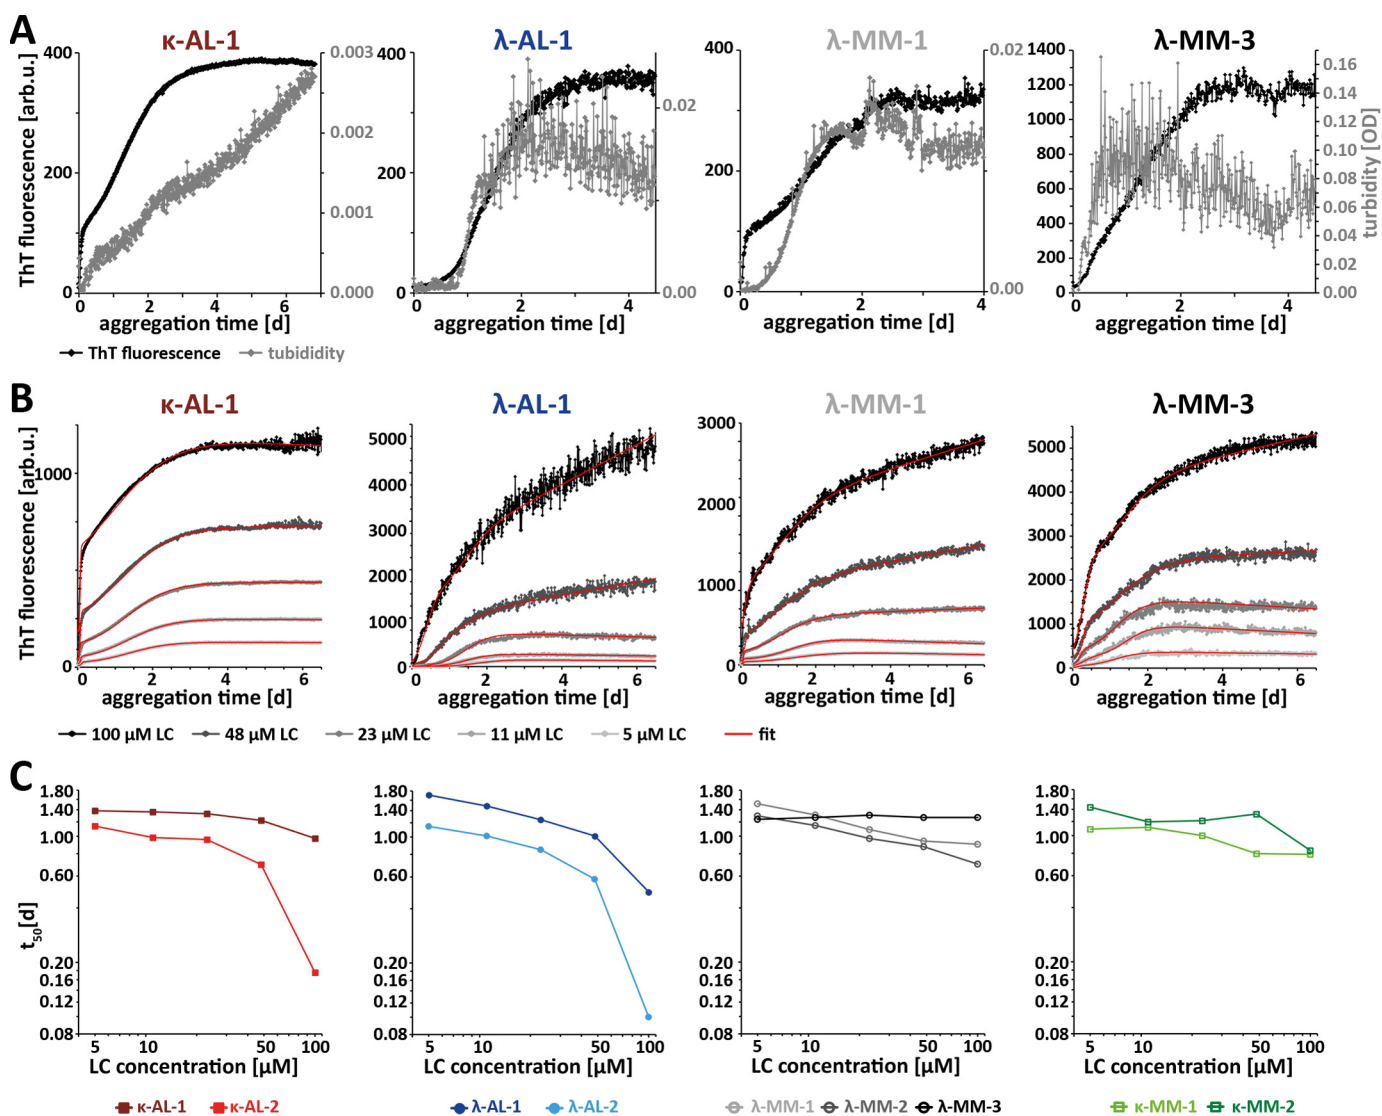 A
κ-AL-1
λ-AL-1
λ-MM-1
λ-MM-3
ThT fluorescence [arb.u.]
400
200
0
0.003
0.002
0.001
0.000
0 2 4 6
aggregation time [d]
400
200
0
0.02
0.00
0 2 4
aggregation time [d]
400
200
0
0.02
0.00
0 1 2 3 4
aggregation time [d]
1400
1200
1000
800
600
400
200
0
0.16
0.14
0.12
0.10
0.08
0.06
0.04
0.02
0.00
turbidity [OD]
0 2 4
aggregation time [d]
ThT fluorescence tubididity
B
κ-AL-1
λ-AL-1
λ-MM-1
λ-MM-3
ThT fluorescence [arb.u.]
1000
0
0 2 4 6
aggregation time [d]
5000
4000
3000
2000
1000
0
0 2 4 6
aggregation time [d]
3000
2000
1000
0
0 2 4 6
aggregation time [d]
5000
4000
3000
2000
1000
0
0 2 4 6
aggregation time [d]
100 µM LC 48 µM LC 23 µM LC 11 µM LC 5 µM LC fit
C
t50[d]
1.80
1.40
1.00
0.60
0.20
0.16
0.12
0.08
5 10 50 100
LC concentration [µM]
κ-AL-1 κ-AL-2
1.80
1.40
1.00
0.60
0.20
0.16
0.12
0.08
5 10 50 100
LC concentration [µM]
λ-AL-1 λ-AL-2
1.80
1.40
1.00
0.60
0.20
0.16
0.12
0.08
5 10 50 100
LC concentration [µM]
λ-MM-1 λ-MM-2 λ-MM-3
1.80
1.40
1.00
0.60
0.20
0.16
0.12
0.08
5 10 50 100
LC concentration [µM]
κ-MM-1 κ-MM-2